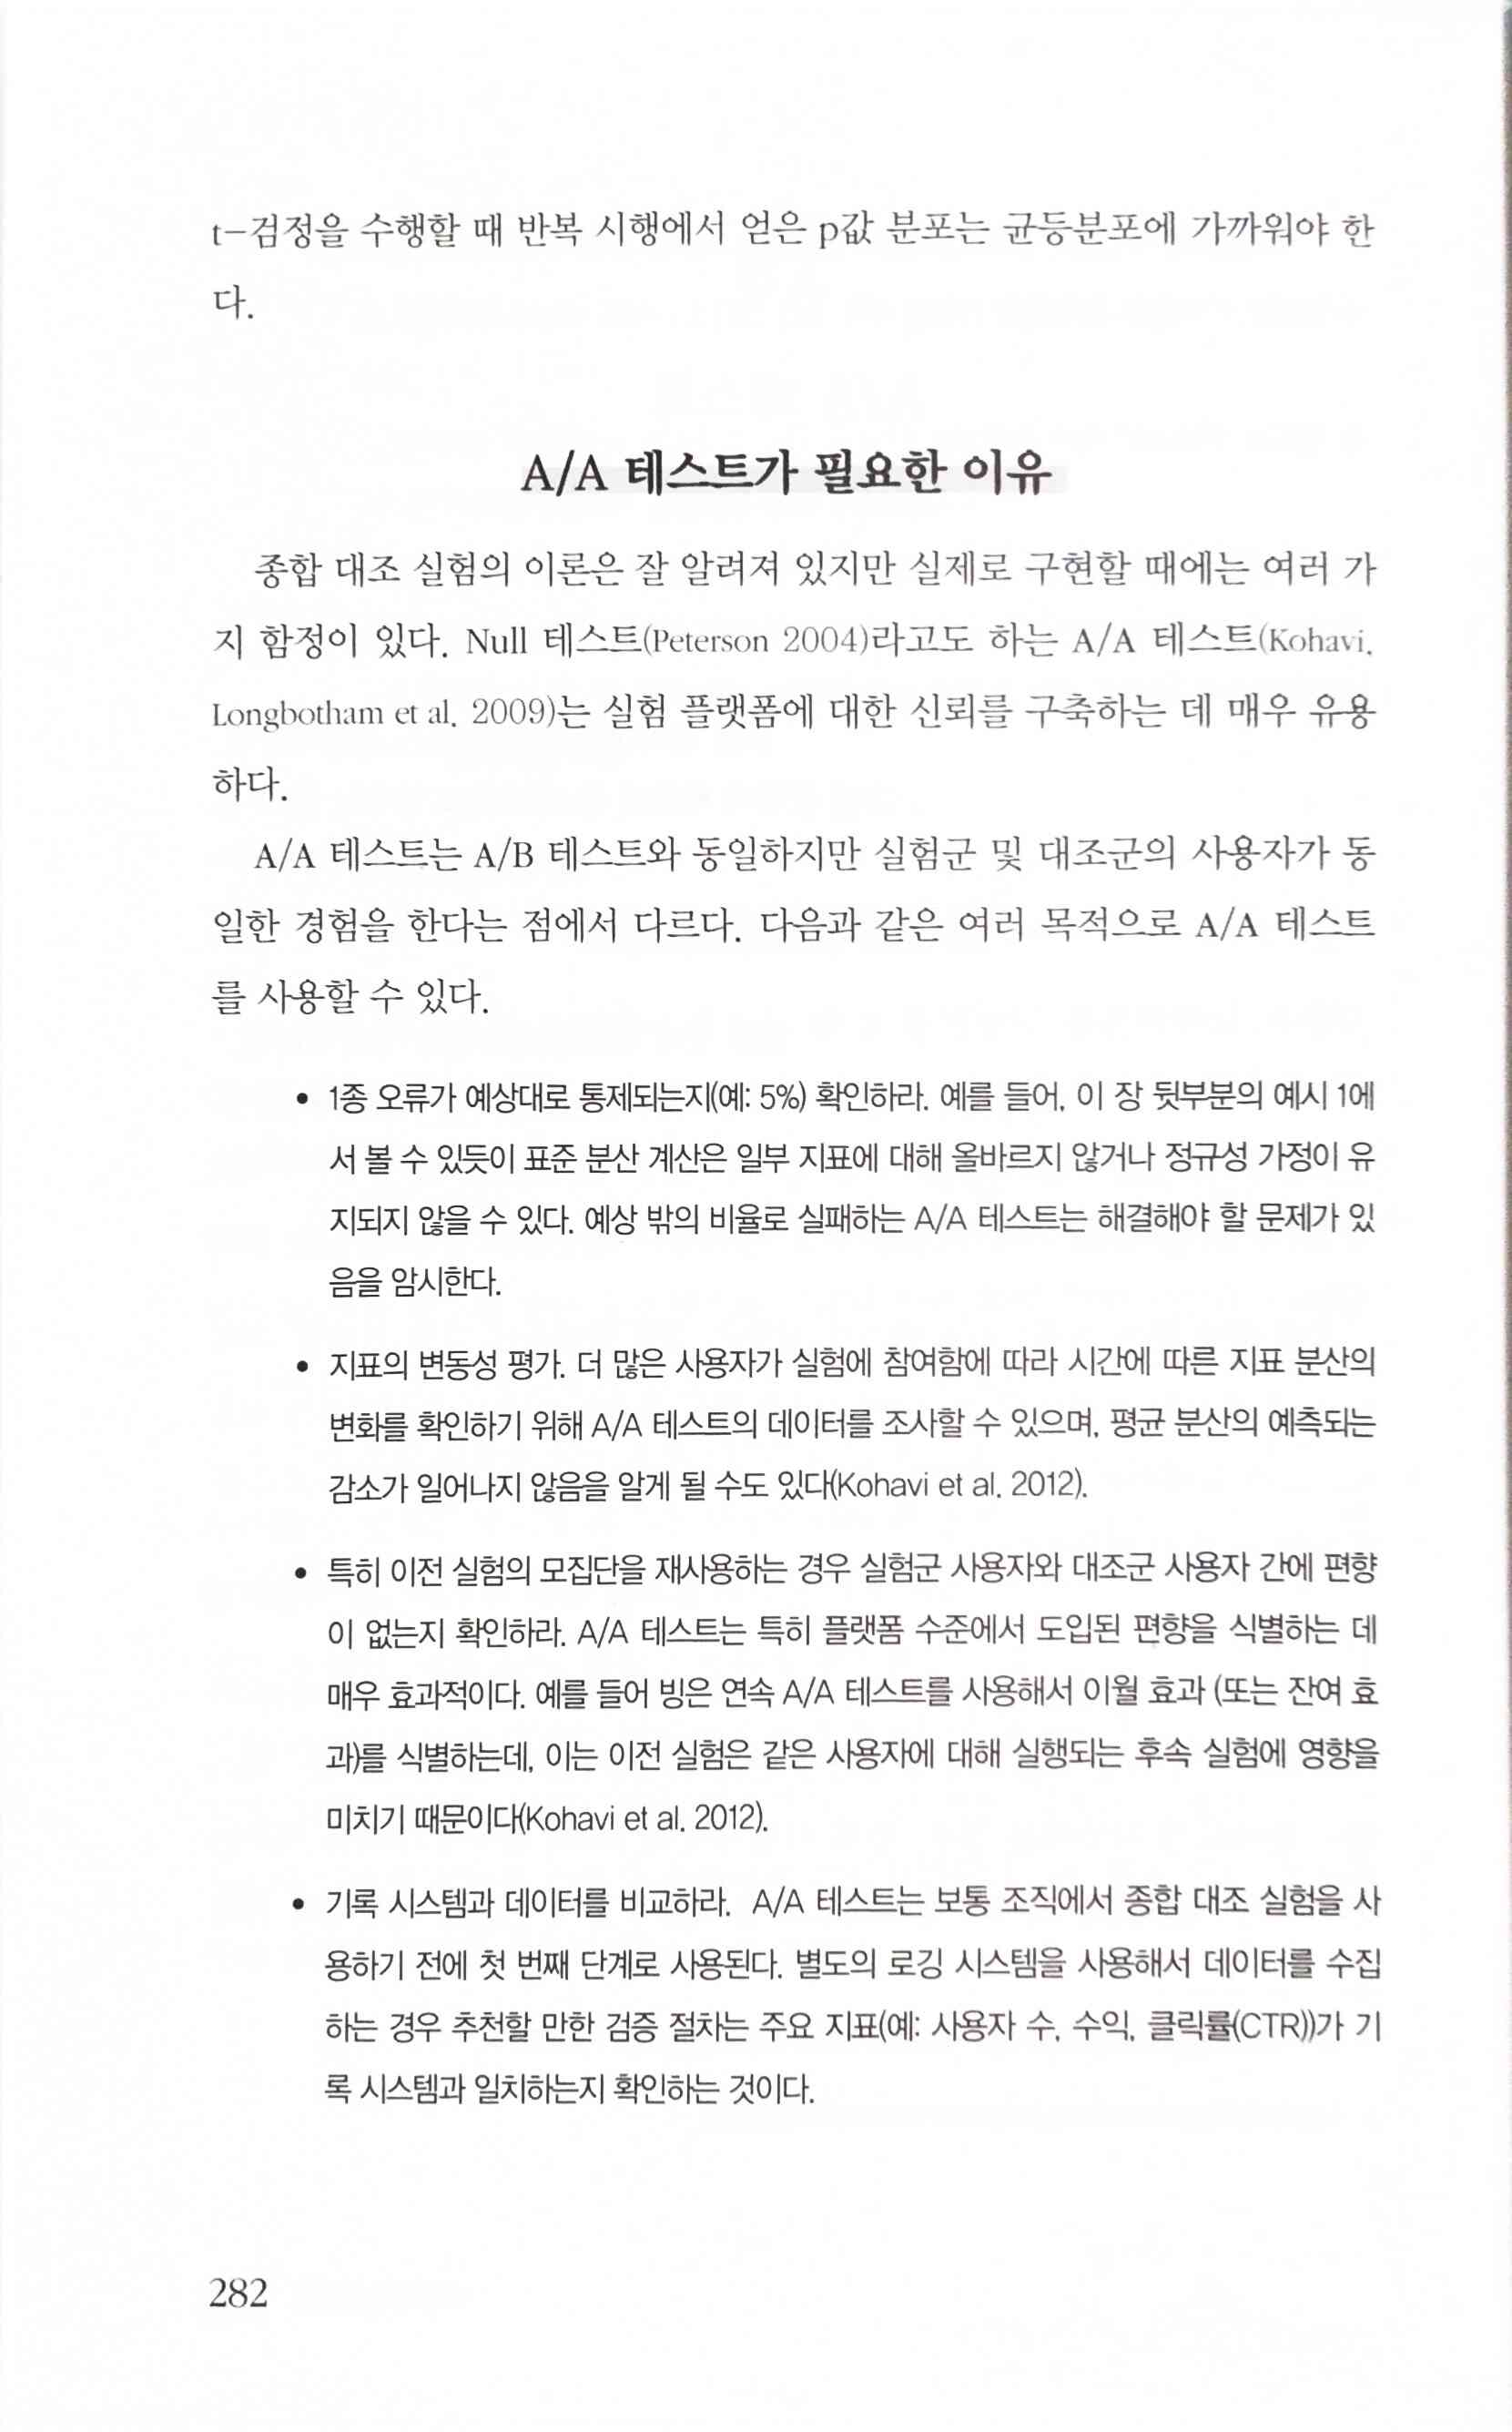 t-검정을 수행할 때 반복 시행에서 얻은 p값 분포는 균등분포에 가까워야 한
다.
A/A 테스트가 필요한 이유
종합 대조 실험의 이론은 잘 알려져 있지만 실제로 구현할 때에는 여러 가
지 함정이 있다. Null 테스트(Peterson 2004)라고도 하는 A/A 테스트(Kohavi,
Longbotham et al. 2009)는 실험 플랫폼에 대한 신뢰를 구축하는 데 매우 유용
하다.
A/A 테스트는 A/B 테스트와 동일하지만 실험군 및 대조군의 사용자가 동
일한 경험을 한다는 점에서 다르다. 다음과 같은 여러 목적으로 A/A 테스트
를 사용할 수 있다.
• 1종 오류가 예상대로 통제되는지(예: 5%) 확인하라. 예를 들어, 이 장 뒷부분의 예시 1에
서 볼 수 있듯이 표준 분산 계산은 일부 지표에 대해 올바르지 않거나 정규성 가정이 유
지되지 않을 수 있다. 예상 밖의 비율로 실패하는 A/A 테스트는 해결해야 할 문제가 있
음을 암시한다.
• 지표의 변동성 평가. 더 많은 사용자가 실험에 참여함에 따라 시간에 따른 지표 분산의
변화를 확인하기 위해 A/A 테스트의 데이터를 조사할 수 있으며, 평균 분산의 예측되는
감소가 일어나지 않음을 알게 될 수도 있다(Kohavi et al. 2012).
• 특히 이전 실험의 모집단을 재사용하는 경우 실험군 사용자와 대조군 사용자 간에 편향
이 없는지 확인하라. A/A 테스트는 특히 플랫폼 수준에서 도입된 편향을 식별하는 데
매우 효과적이다. 예를 들어 빙은 연속 A/A 테스트를 사용해서 이월 효과 (또는 잔여 효
과)를 식별하는데, 이는 이전 실험은 같은 사용자에 대해 실행되는 후속 실험에 영향을
미치기 때문이다(Kohavi et al. 2012).
• 기록 시스템과 데이터를 비교하라. A/A 테스트는 보통 조직에서 종합 대조 실험을 사
용하기 전에 첫 번째 단계로 사용된다. 별도의 로깅 시스템을 사용해서 데이터를 수집
하는 경우 추천할 만한 검증 절차는 주요 지표(예: 사용자 수, 수익, 클릭률(CTR))가 기
록 시스템과 일치하는지 확인하는 것이다.
282